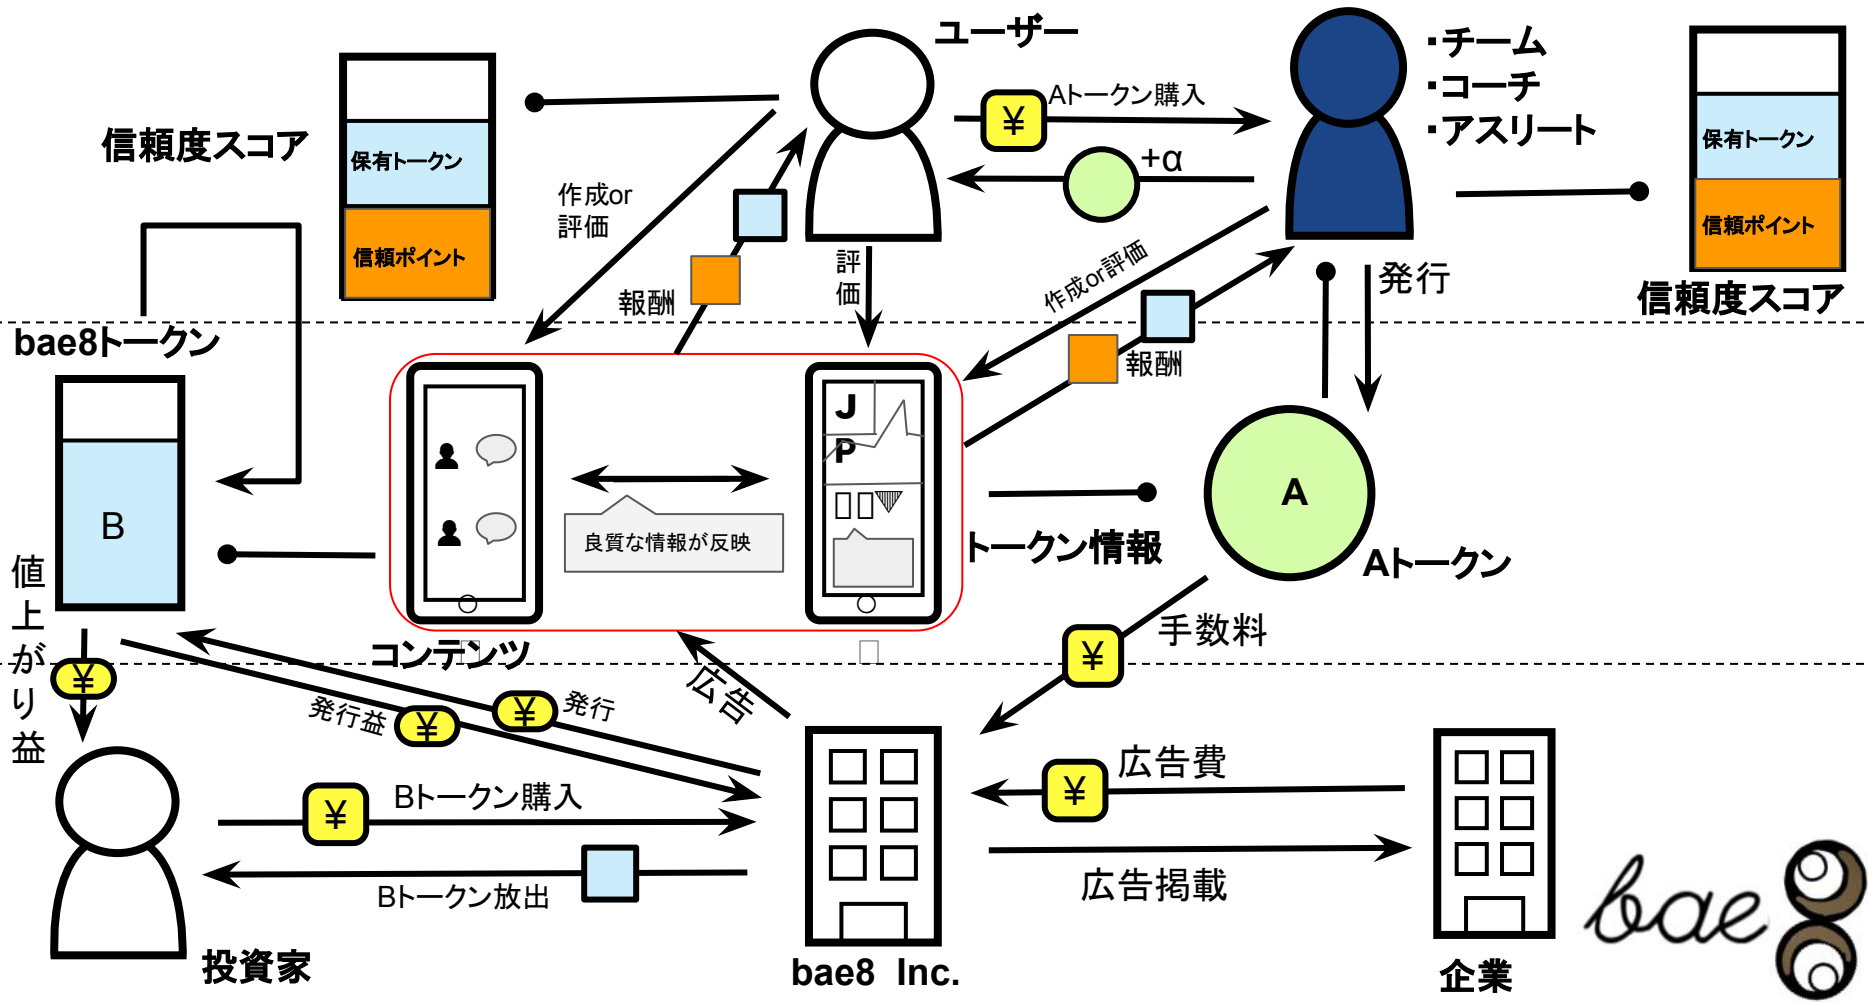 ユーザー
・チーム
・コーチ
・アスリート
信頼度スコア
保有トークン
信頼ポイント
¥
Aトークン購入
+α
保有トークン
信頼ポイント
信頼度スコア
作成or
評価
報酬
評
価
作成or評価
報酬
発行
bae8トークン
B
J
P
良質な情報が反映
トークン情報
A
Aトークン
コンテンツ
値
上
が
り
益
¥
発行益
¥
¥
発行
広告
手数料
¥
¥
Bトークン購入
Bトークン放出
投資家
bae8 Inc.
¥
広告費
広告掲載
企業
bae8